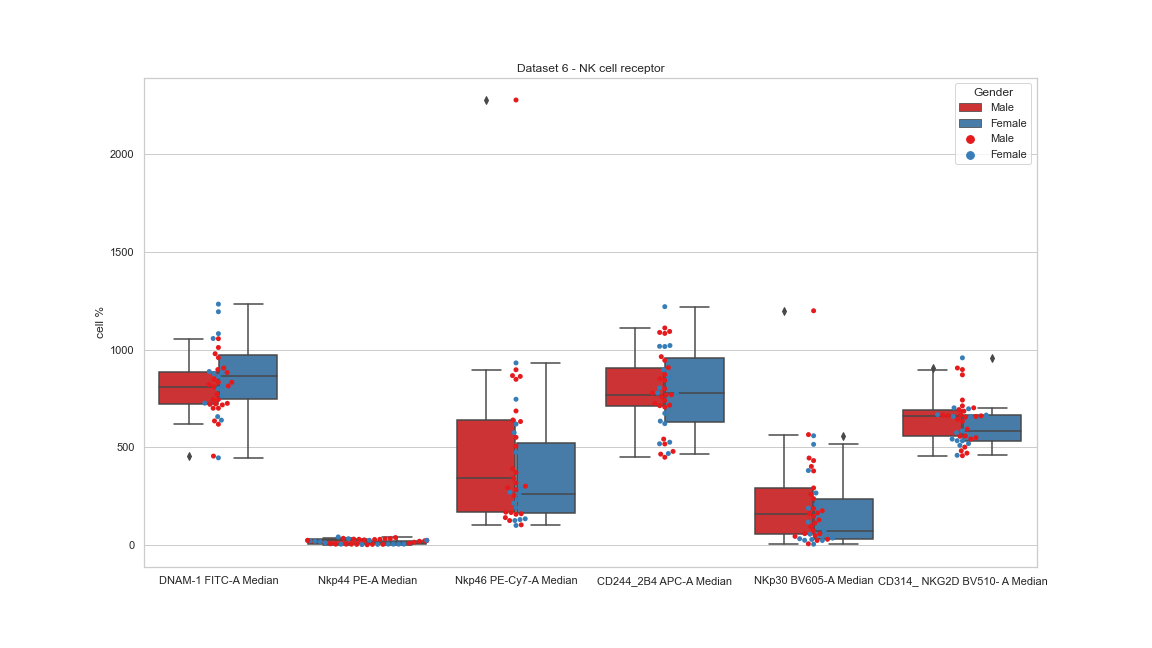 Dataset 6 - NK cell receptor
Gender
Male
Female
Male
Female
cell %
2000
1500
1000
500
0
DNAM-1 FITC-A Median Nkp44 PE-A Median Nkp46 PE-Cy7-A Median CD244_2B4 APC-A Median NKp30 BV605-A Median CD314_ NKG2D BV510- A Median